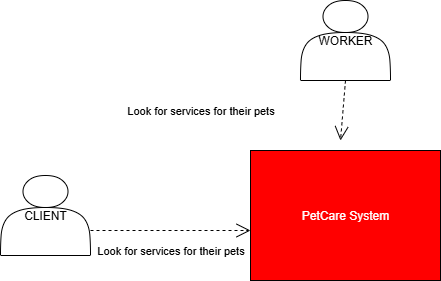 WORKER
Look for services for their pets
PetCare System
CLIENT
Look for services for their pets